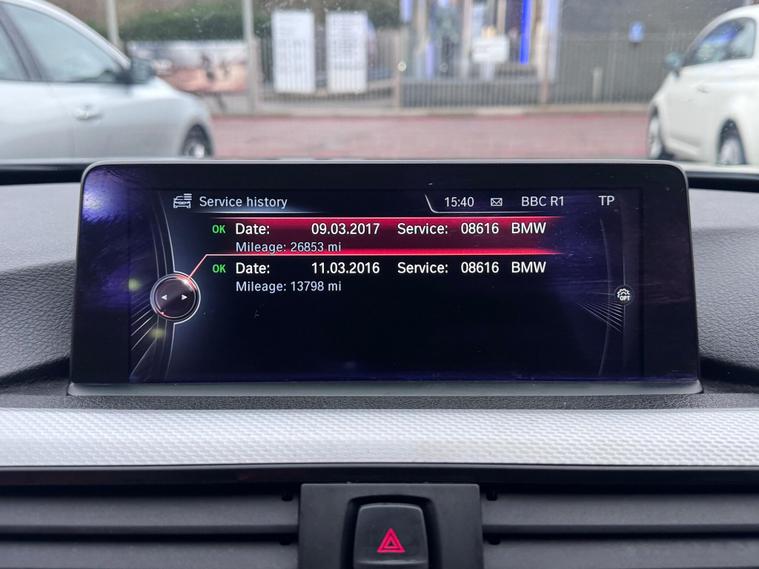 Service history 15:40 BBC R1 TP
OK Date: 09.03.2017 Service: 08616 BMW
Mileage: 26853 mi
OK Date: 11.03.2016 Service: 08616 BMW
Mileage: 13798 mi
OPT